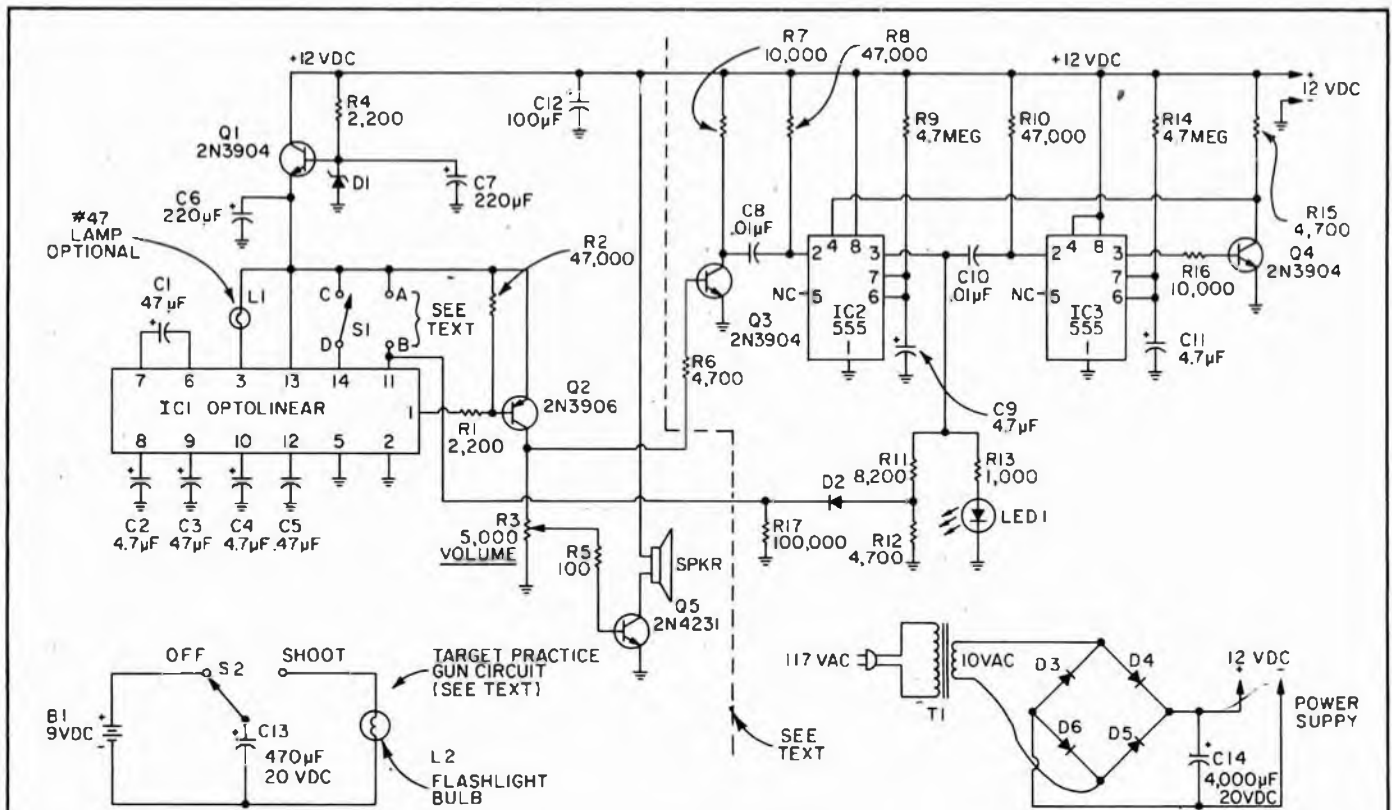 +12 VDC
R4
2,200
C12
100µF
R7
10,000
R8
47,000
+12 VDC
+
12 VDC
-
Q1
2N3904
D1
+
C7
220µF
C6
220µF
+
R9
4.7MEG
R10
47,000
R14
4.7MEG
R15
4,700
#47
LAMP
OPTIONAL
R2
47,000
C8
.01µF
2
4
8
3
7
6
NC
5
IC2
555
1
C10
.01µF
2
4
8
3
7
6
NC
5
IC3
555
1
R16
10,000
Q4
2N3904
C1
47µF
+
L1
C
S1
D
A
SEE
TEXT
B
Q3
2N3904
+
C11
4.7µF
+
C9
4.7µF
7
6
3
13
14
11
IC1 OPTOLINEAR
1
8
9
10
12
5
2
R1
2,200
Q2
2N3906
R6
4,700
+
C2
4.7µF
+
C3
47µF
+
C4
4.7µF
+
C5
.47µF
R3
5,000
VOLUME
R5
100
SPKR
Q5
2N4231
R17
100,000
D2
R11
8,200
R12
4,700
R13
1,000
LED1
OFF
S2
SHOOT
TARGET PRACTICE
GUN CIRCUIT
(SEE TEXT)
B1
9VDC
+
-
+
C13
470µF
20 VDC
L2
FLASHLIGHT
BULB
SEE
TEXT
117 VAC
T1
10VAC
D3
D4
D6
D5
12 VDC
+
-
POWER
SUPPY
+
C14
4,000µF
20VDC